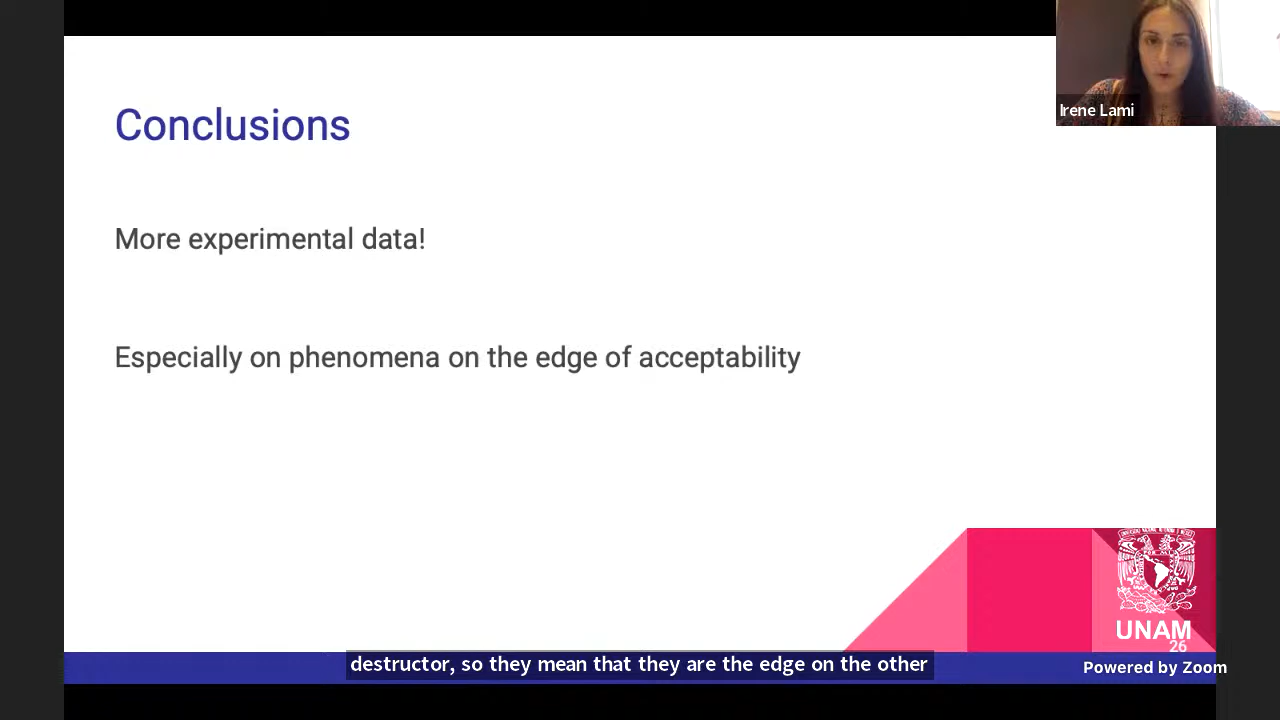 Irene Lami
Conclusions
More experimental data!
Especially on phenomena on the edge of acceptability
UNAM
26
destructor, so they mean that they are the edge on the other
Powered by Zoom